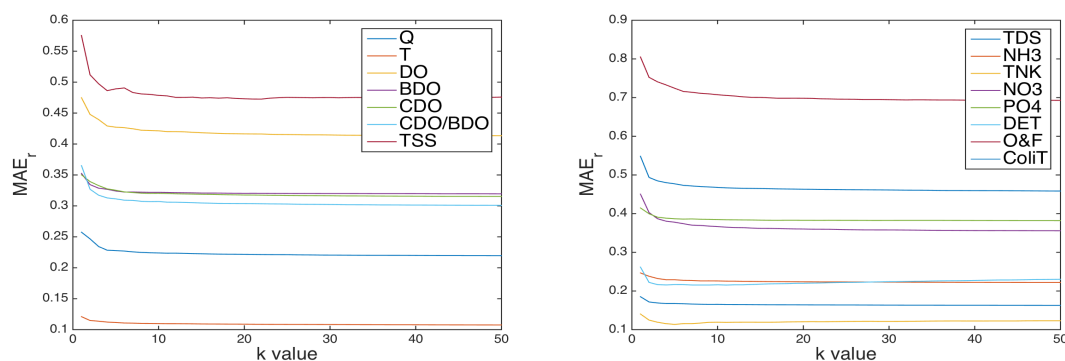 0.6
0.55
0.5
0.45
0.4
0.35
0.3
0.25
0.2
0.15
0.1
MAEr
0
10
20
30
40
50
k value
Q
T
DO
BDO
CDO
CDO/BDO
TSS
0.9
0.8
0.7
0.6
0.5
0.4
0.3
0.2
0.1
MAEr
0
10
20
30
40
50
k value
TDS
NH3
TNK
NO3
PO4
DET
O&F
ColiT